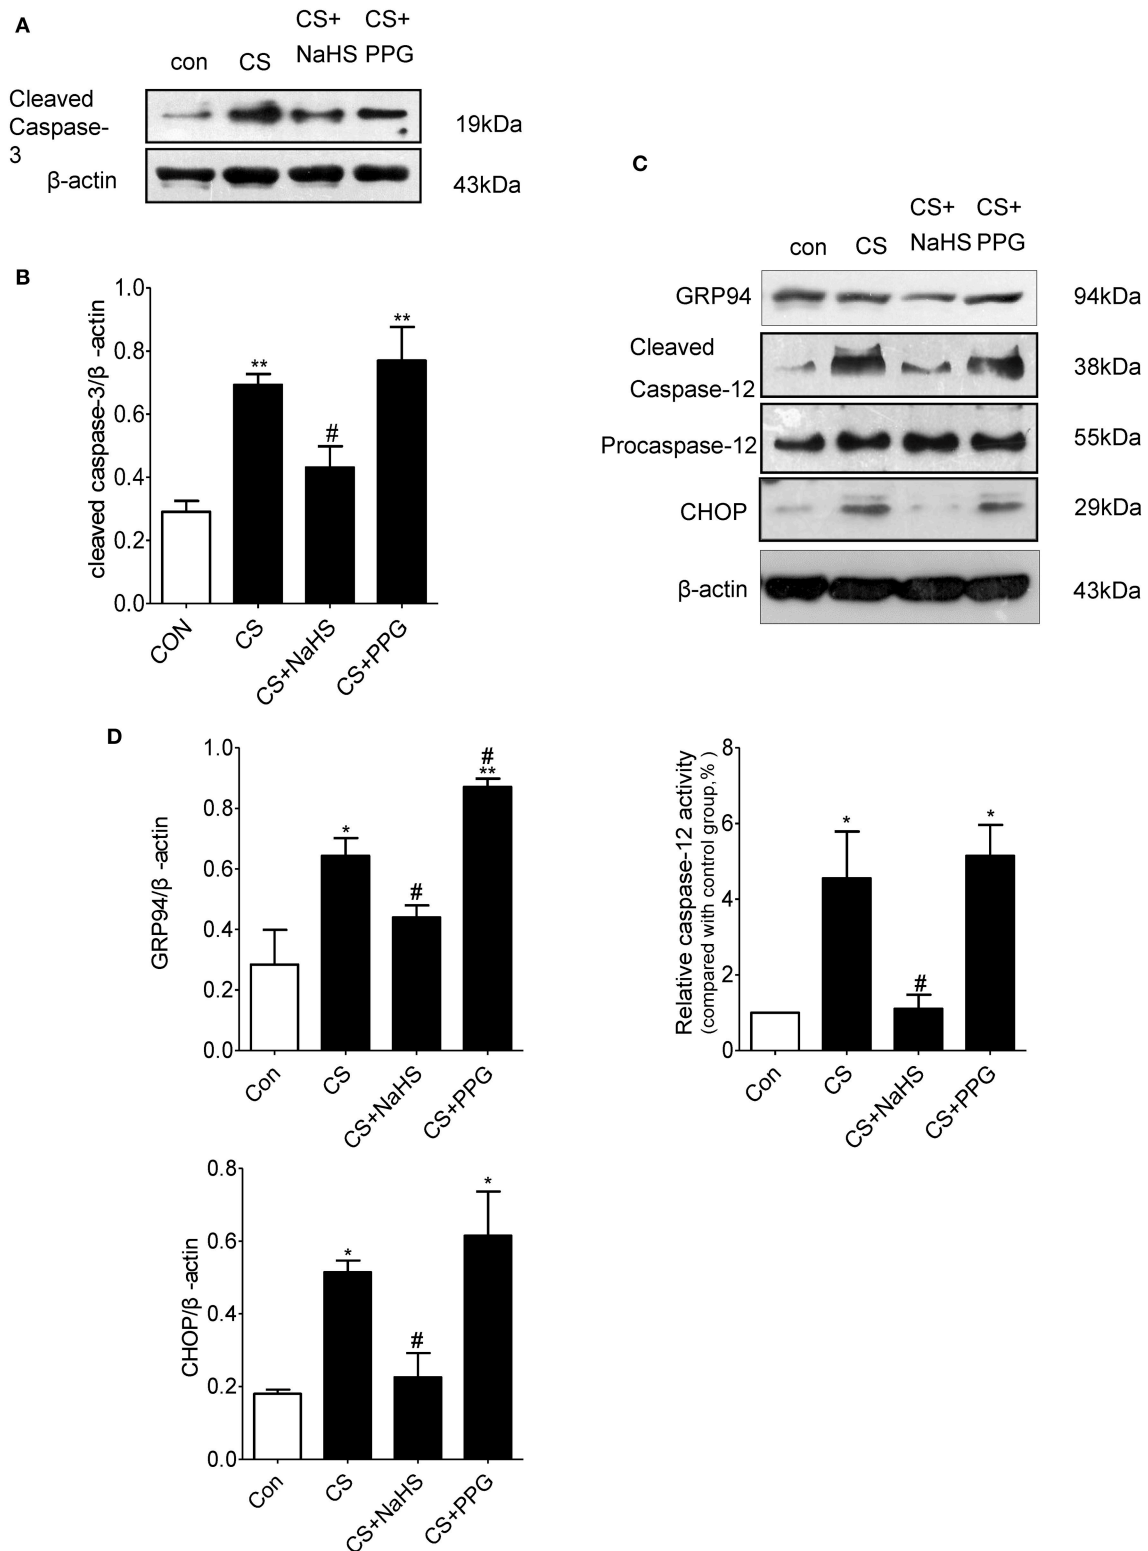 A
con
CS
CS+
NaHS
CS+
PPG
Cleaved
Caspase-
3
19kDa
β-actin
43kDa
B
cleaved caspase-3/β -actin
1.0
0.8
0.6
0.4
0.2
0.0
**
#
**
CON
CS
CS+NaHS
CS+PPG
C
con
CS
CS+
NaHS
CS+
PPG
GRP94
94kDa
Cleaved
Caspase-12
38kDa
Procaspase-12
55kDa
CHOP
29kDa
β-actin
43kDa
D
GRP94/β -actin
1.0
0.8
0.6
0.4
0.2
0.0
*
#
#
**
Con
CS
CS+NaHS
CS+PPG
Relative caspase-12 activity
(compared with control group,% )
8
6
4
2
0
*
#
*
Con
CS
CS+NaHS
CS+PPG
CHOP/β -actin
0.8
0.6
0.4
0.2
0.0
*
#
*
Con
CS
CS+NaHS
CS+PPG